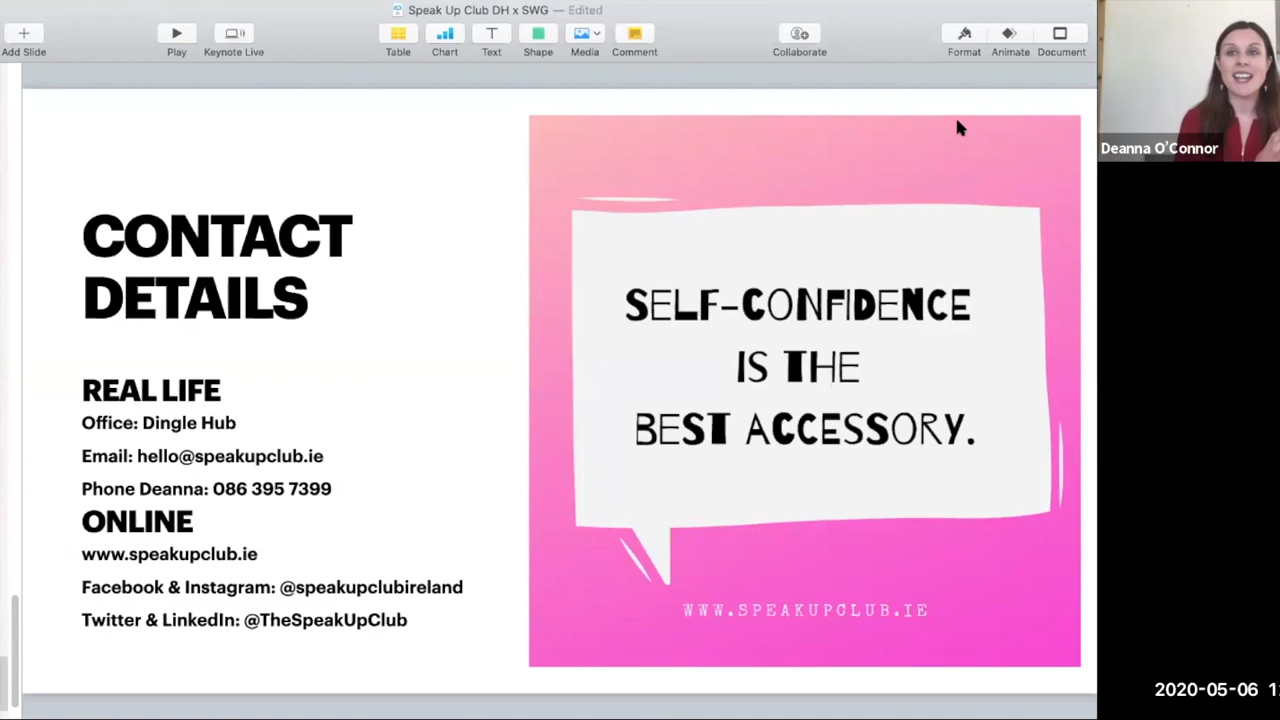 Speak Up Club DH x SWG — Edited
Add Slide
Play
Keynote Live
Table
Chart
Text
Shape
Media
Comment
Collaborate
Format
Animate
Document
Deanna O'Connor
CONTACT
DETAILS
REAL LIFE
Office: Dingle Hub
Email: hello@speakupclub.ie
Phone Deanna: 086 395 7399
ONLINE
www.speakupclub.ie
Facebook & Instagram: @speakupclubireland
Twitter & LinkedIn: @TheSpeakUpClub
SELF-CONFIDENCE
IS THE
BEST ACCESSORY.
WWW.SPEAKUPCLUB.IE
2020-05-06